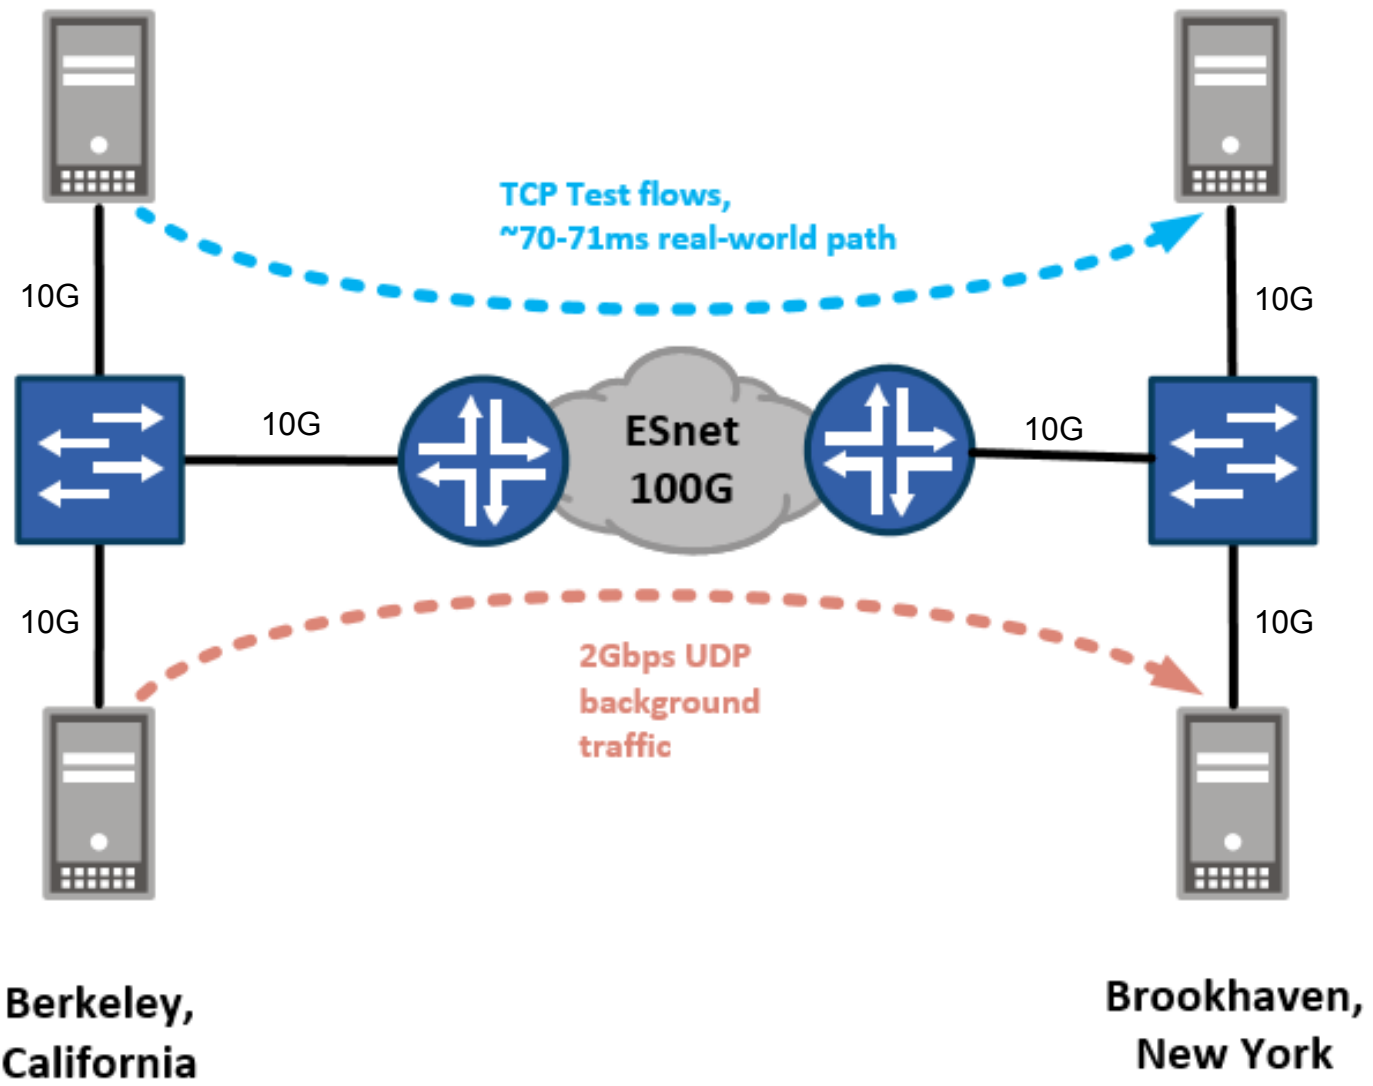 TCP Test flows,
~70-71ms real-world path
10G
10G
10G
10G
ESnet
100G
10G
10G
2Gbps UDP
background
traffic
Berkeley,
California
Brookhaven,
New York